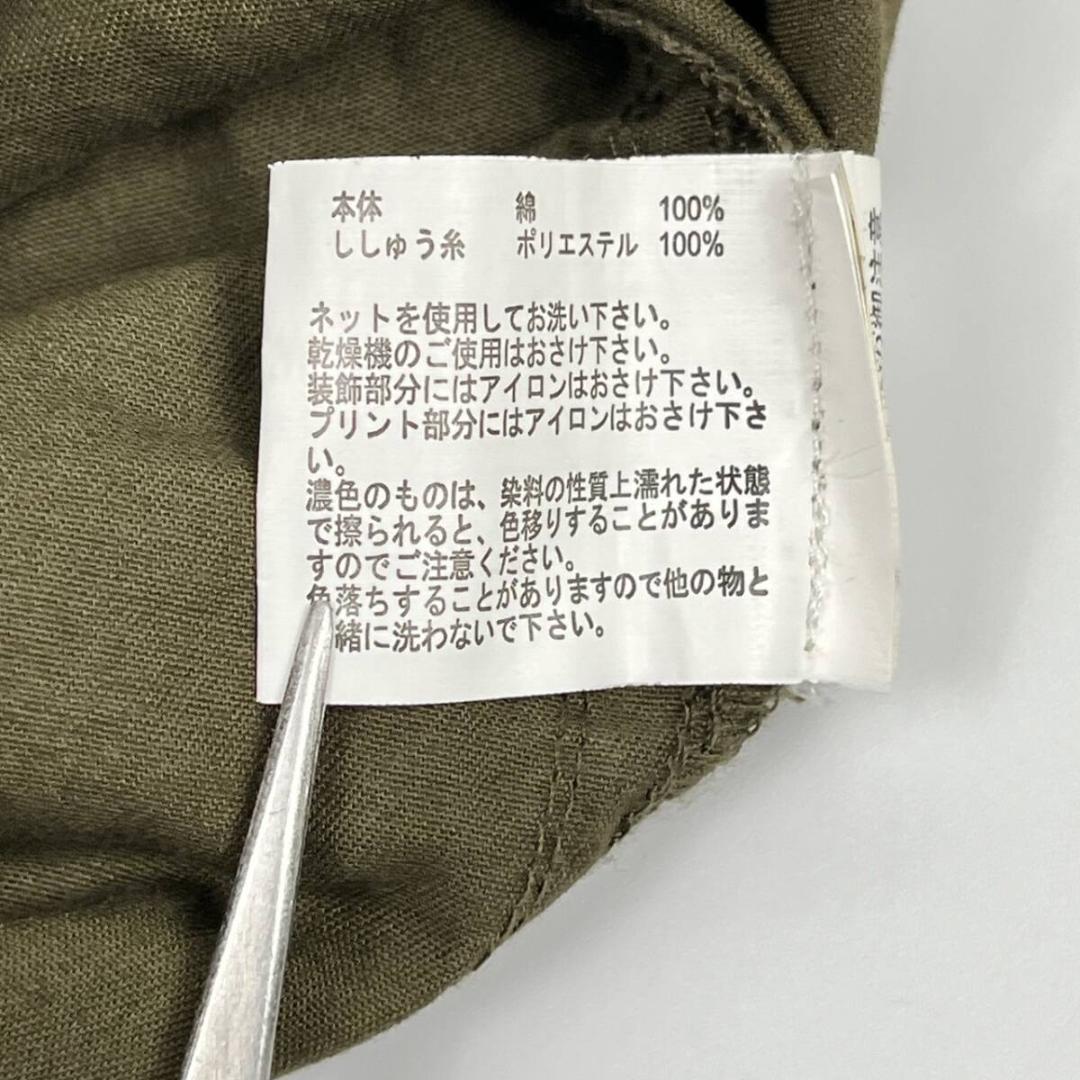 本体 綿 100%
ししゅう糸 ポリエステル 100%
ネットを使用してお洗い下さい。
乾燥機のご使用はおさけ下さい。
装飾部分にはアイロンはおさけ下さい。
プリント部分にはアイロンはおさけ下さ
い。
濃色のものは、染料の性質上濡れた状態
で擦られると、色移りすることがありま
すのでご注意ください。
色落ちすることがありますので他の物と
緒に洗わないで下さい。